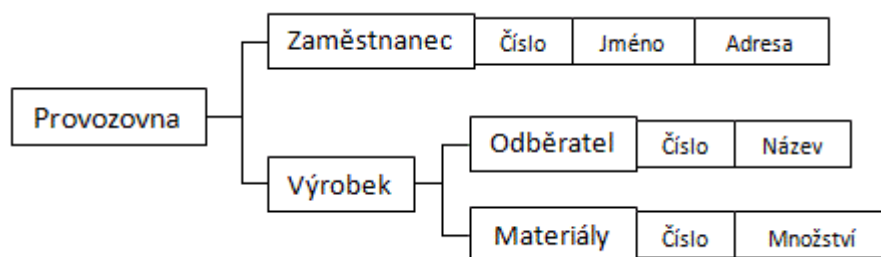 Zaměstnanec Číslo Jméno Adresa
Provozovna
Odběratel Číslo Název
Výrobek
Materiály Číslo Množství